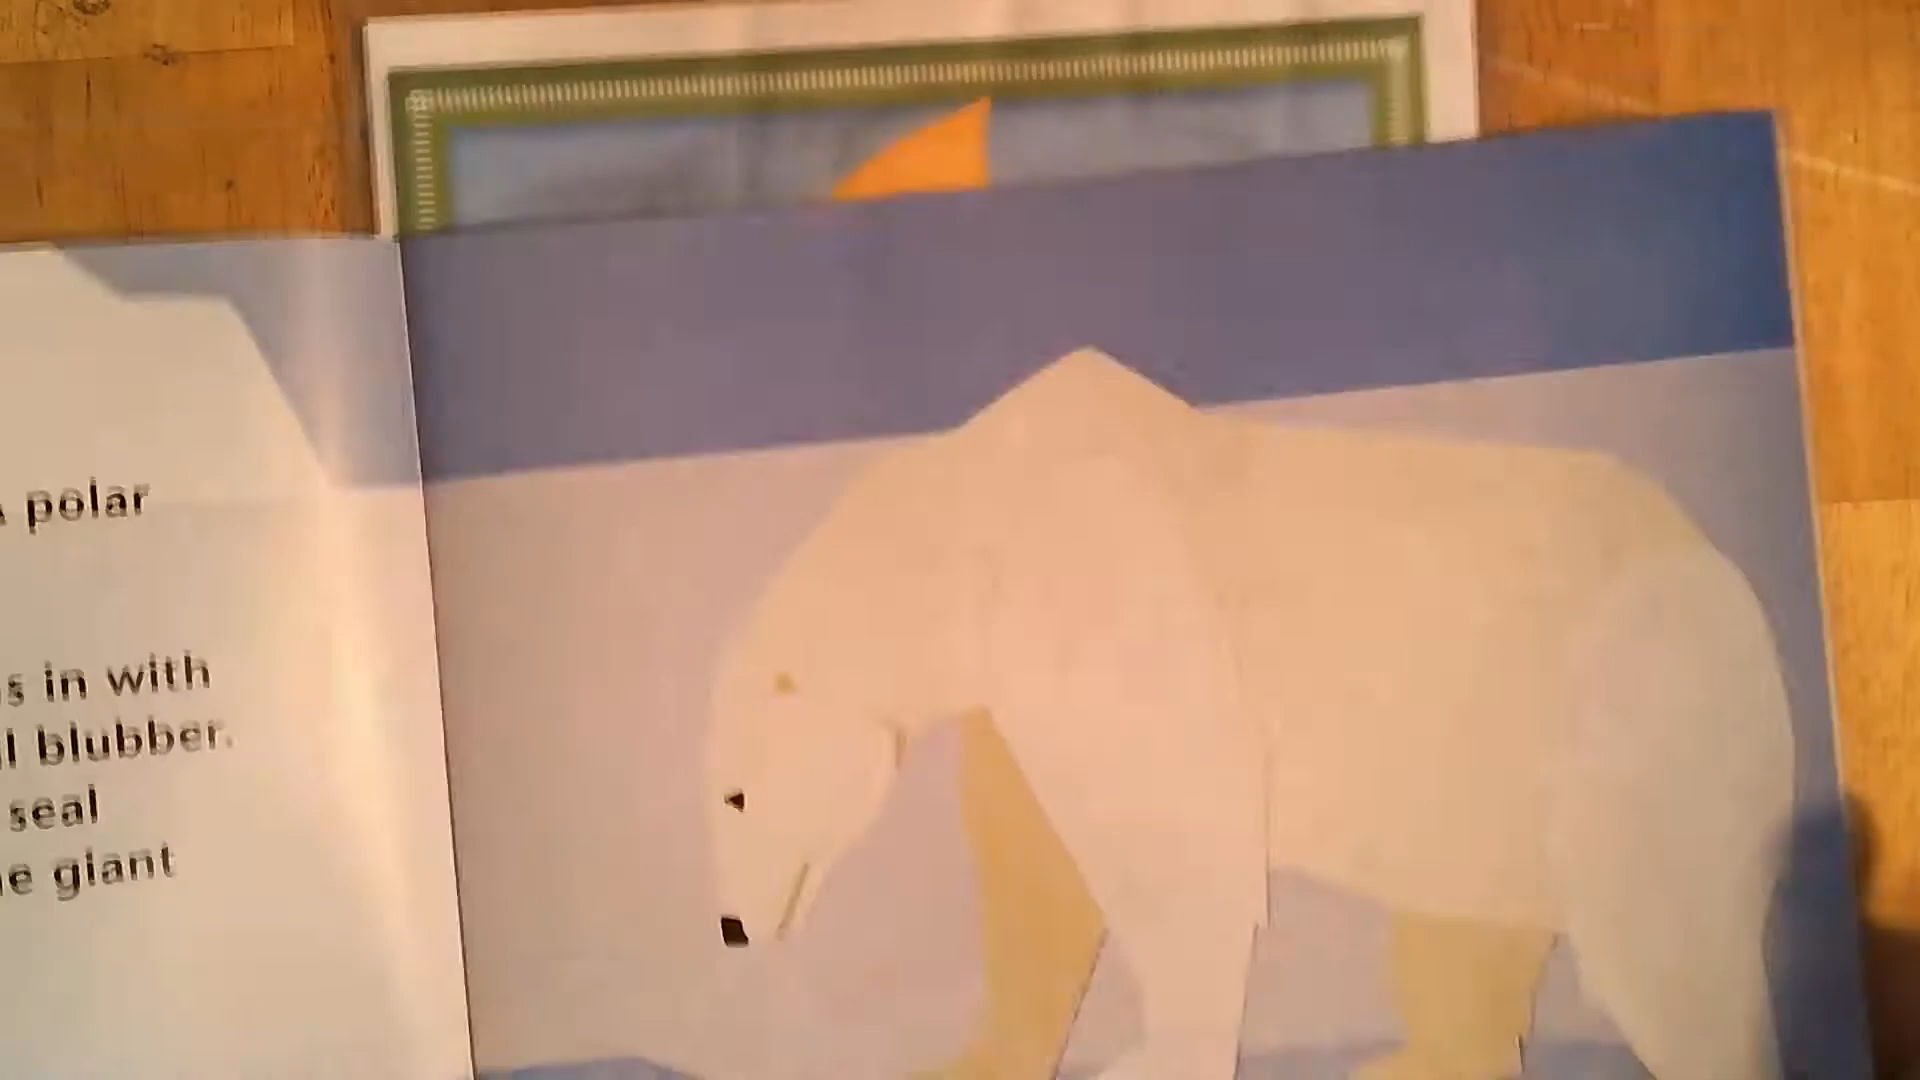 polar
s in with
l blubber.
seal
e giant